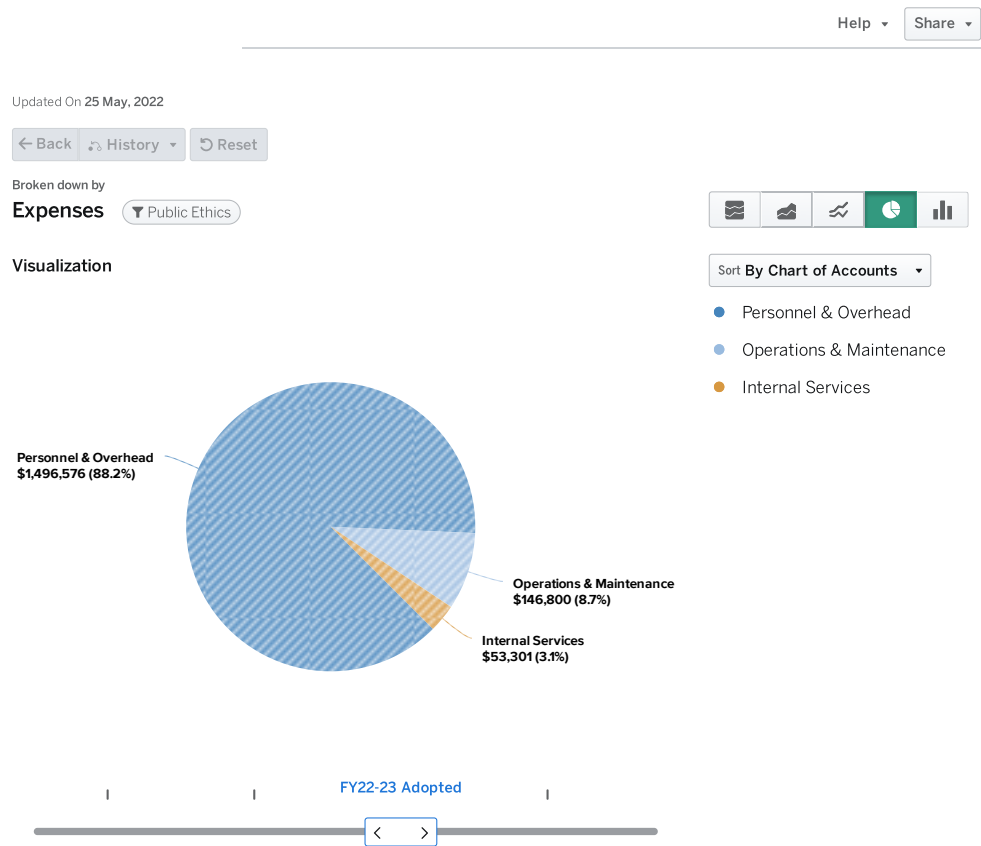 Help
Share
Updated On 25 May, 2022
Back
History
Reset
Broken down by
Expenses
Public Ethics
Visualization
Sort By Chart of Accounts
Personnel & Overhead
Operations & Maintenance
Internal Services
Personnel & Overhead
$1,496,576 (88.2%)
Operations & Maintenance
$146,800 (8.7%)
Internal Services
$53,301 (3.1%)
FY22-23 Adopted